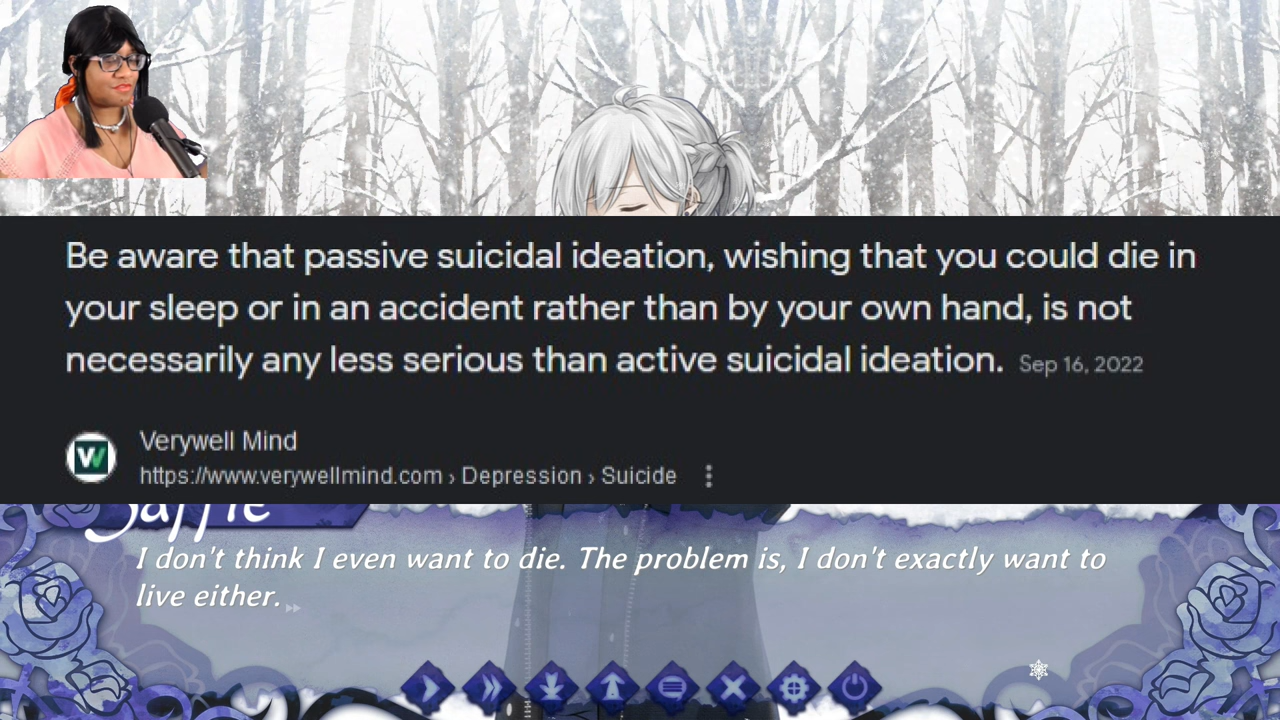 Be aware that passive suicidal ideation, wishing that you could die in
your sleep or in an accident rather than by your own hand, is not
necessarily any less serious than active suicidal ideation. Sep 16, 2022
Verywell Mind
https://www.verywellmind.com › Depression › Suicide
I don't think I even want to die. The problem is, I don't exactly want to
live either.